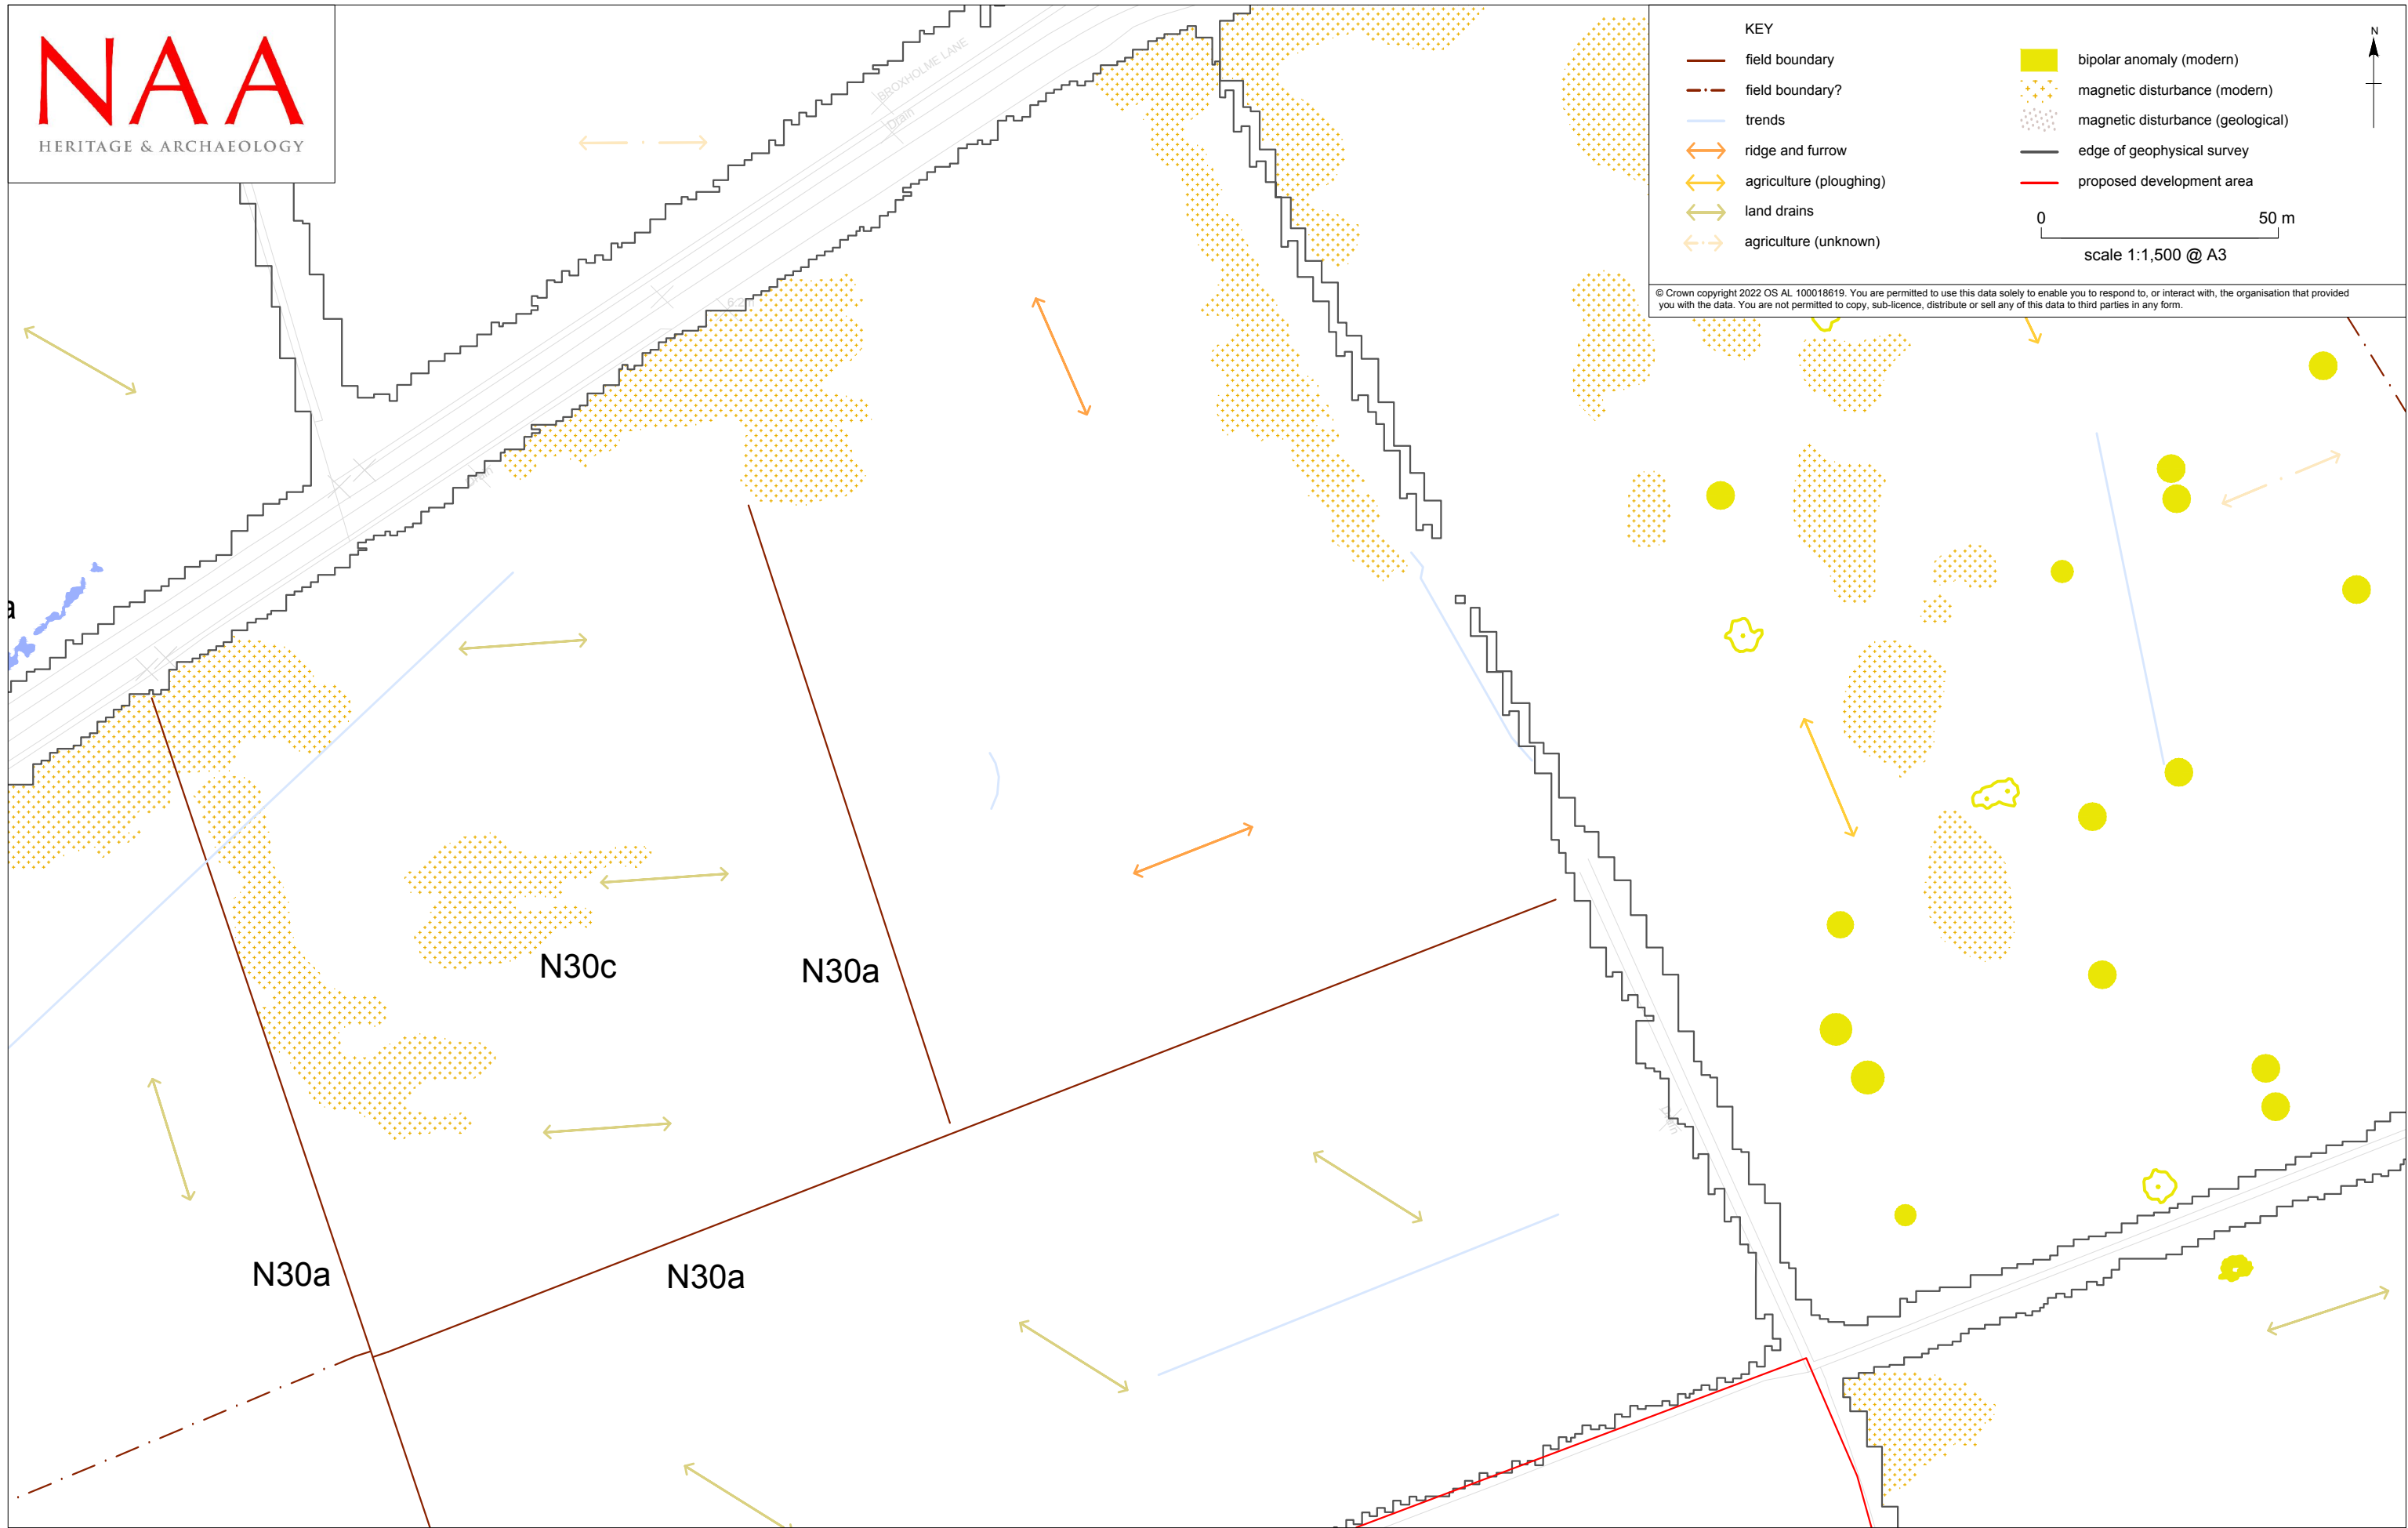 NAA
HERITAGE & ARCHAEOLOGY
KEY
field boundary
field boundary?
trends
ridge and furrow
agriculture (ploughing)
land drains
agriculture (unknown)
bipolar anomaly (modern)
magnetic disturbance (modern)
magnetic disturbance (geological)
edge of geophysical survey
proposed development area
N
0 50 m
scale 1:1,500 @ A3
© Crown copyright 2022 OS AL 100018619. You are permitted to use this data solely to enable you to respond to, or interact with, the organisation that provided
you with the data. You are not permitted to copy, sub-licence, distribute or sell any of this data to third parties in any form.
BROXHOLME LANE
Drain
Drain
a
N30c
N30a
Drain
N30a
N30a